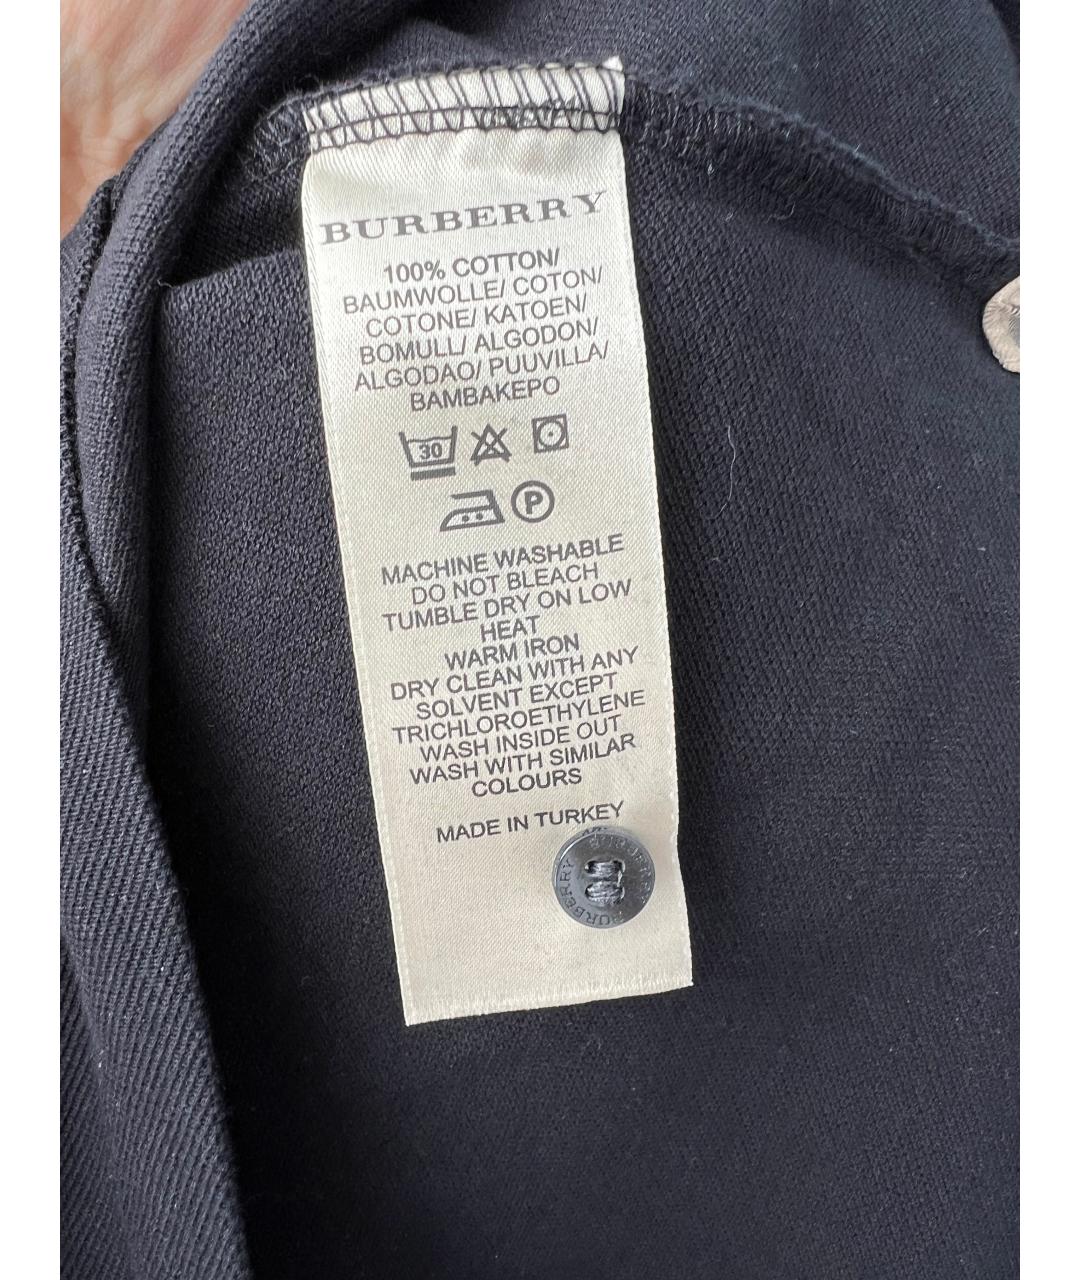 BURBERRY
100% COTTON/
BAUMWOLLE/ COTON/
COTONE/ KATOEN/
BOMULL/ ALGODON/
ALGODAO/ PUUVILLA/
BAMBAKEPO
30
P
MACHINE WASHABLE
DO NOT BLEACH
TUMBLE DRY ON LOW
HEAT
WARM IRON
DRY CLEAN WITH ANY
SOLVENT EXCEPT
TRICHLOROETHYLENE
WASH INSIDE OUT
WASH WITH SIMILAR
COLOURS
MADE IN TURKEY
BURBERRY